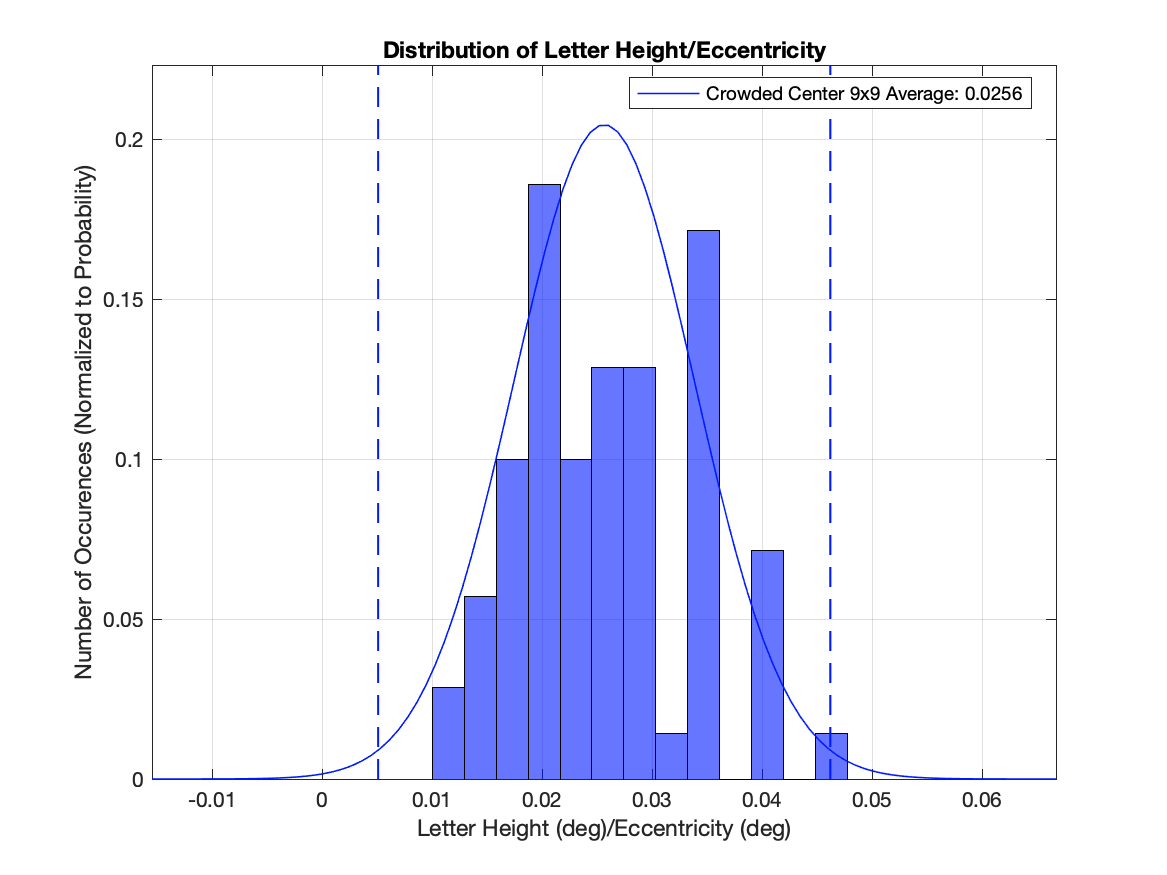 Distribution of Letter Height/Eccentricity
Crowded Center 9x9 Average: 0.0256
Number of Occurences (Normalized to Probability)
0.2
0.15
0.1
0.05
0
-0.01 0 0.01 0.02 0.03 0.04 0.05 0.06
Letter Height (deg)/Eccentricity (deg)